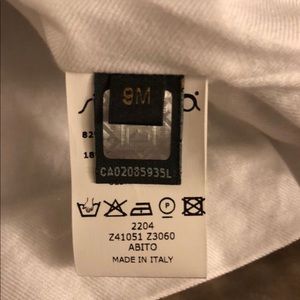 9M
CA02085935L
P
2204
Z41051 Z3060
ABITO
MADE IN ITALY